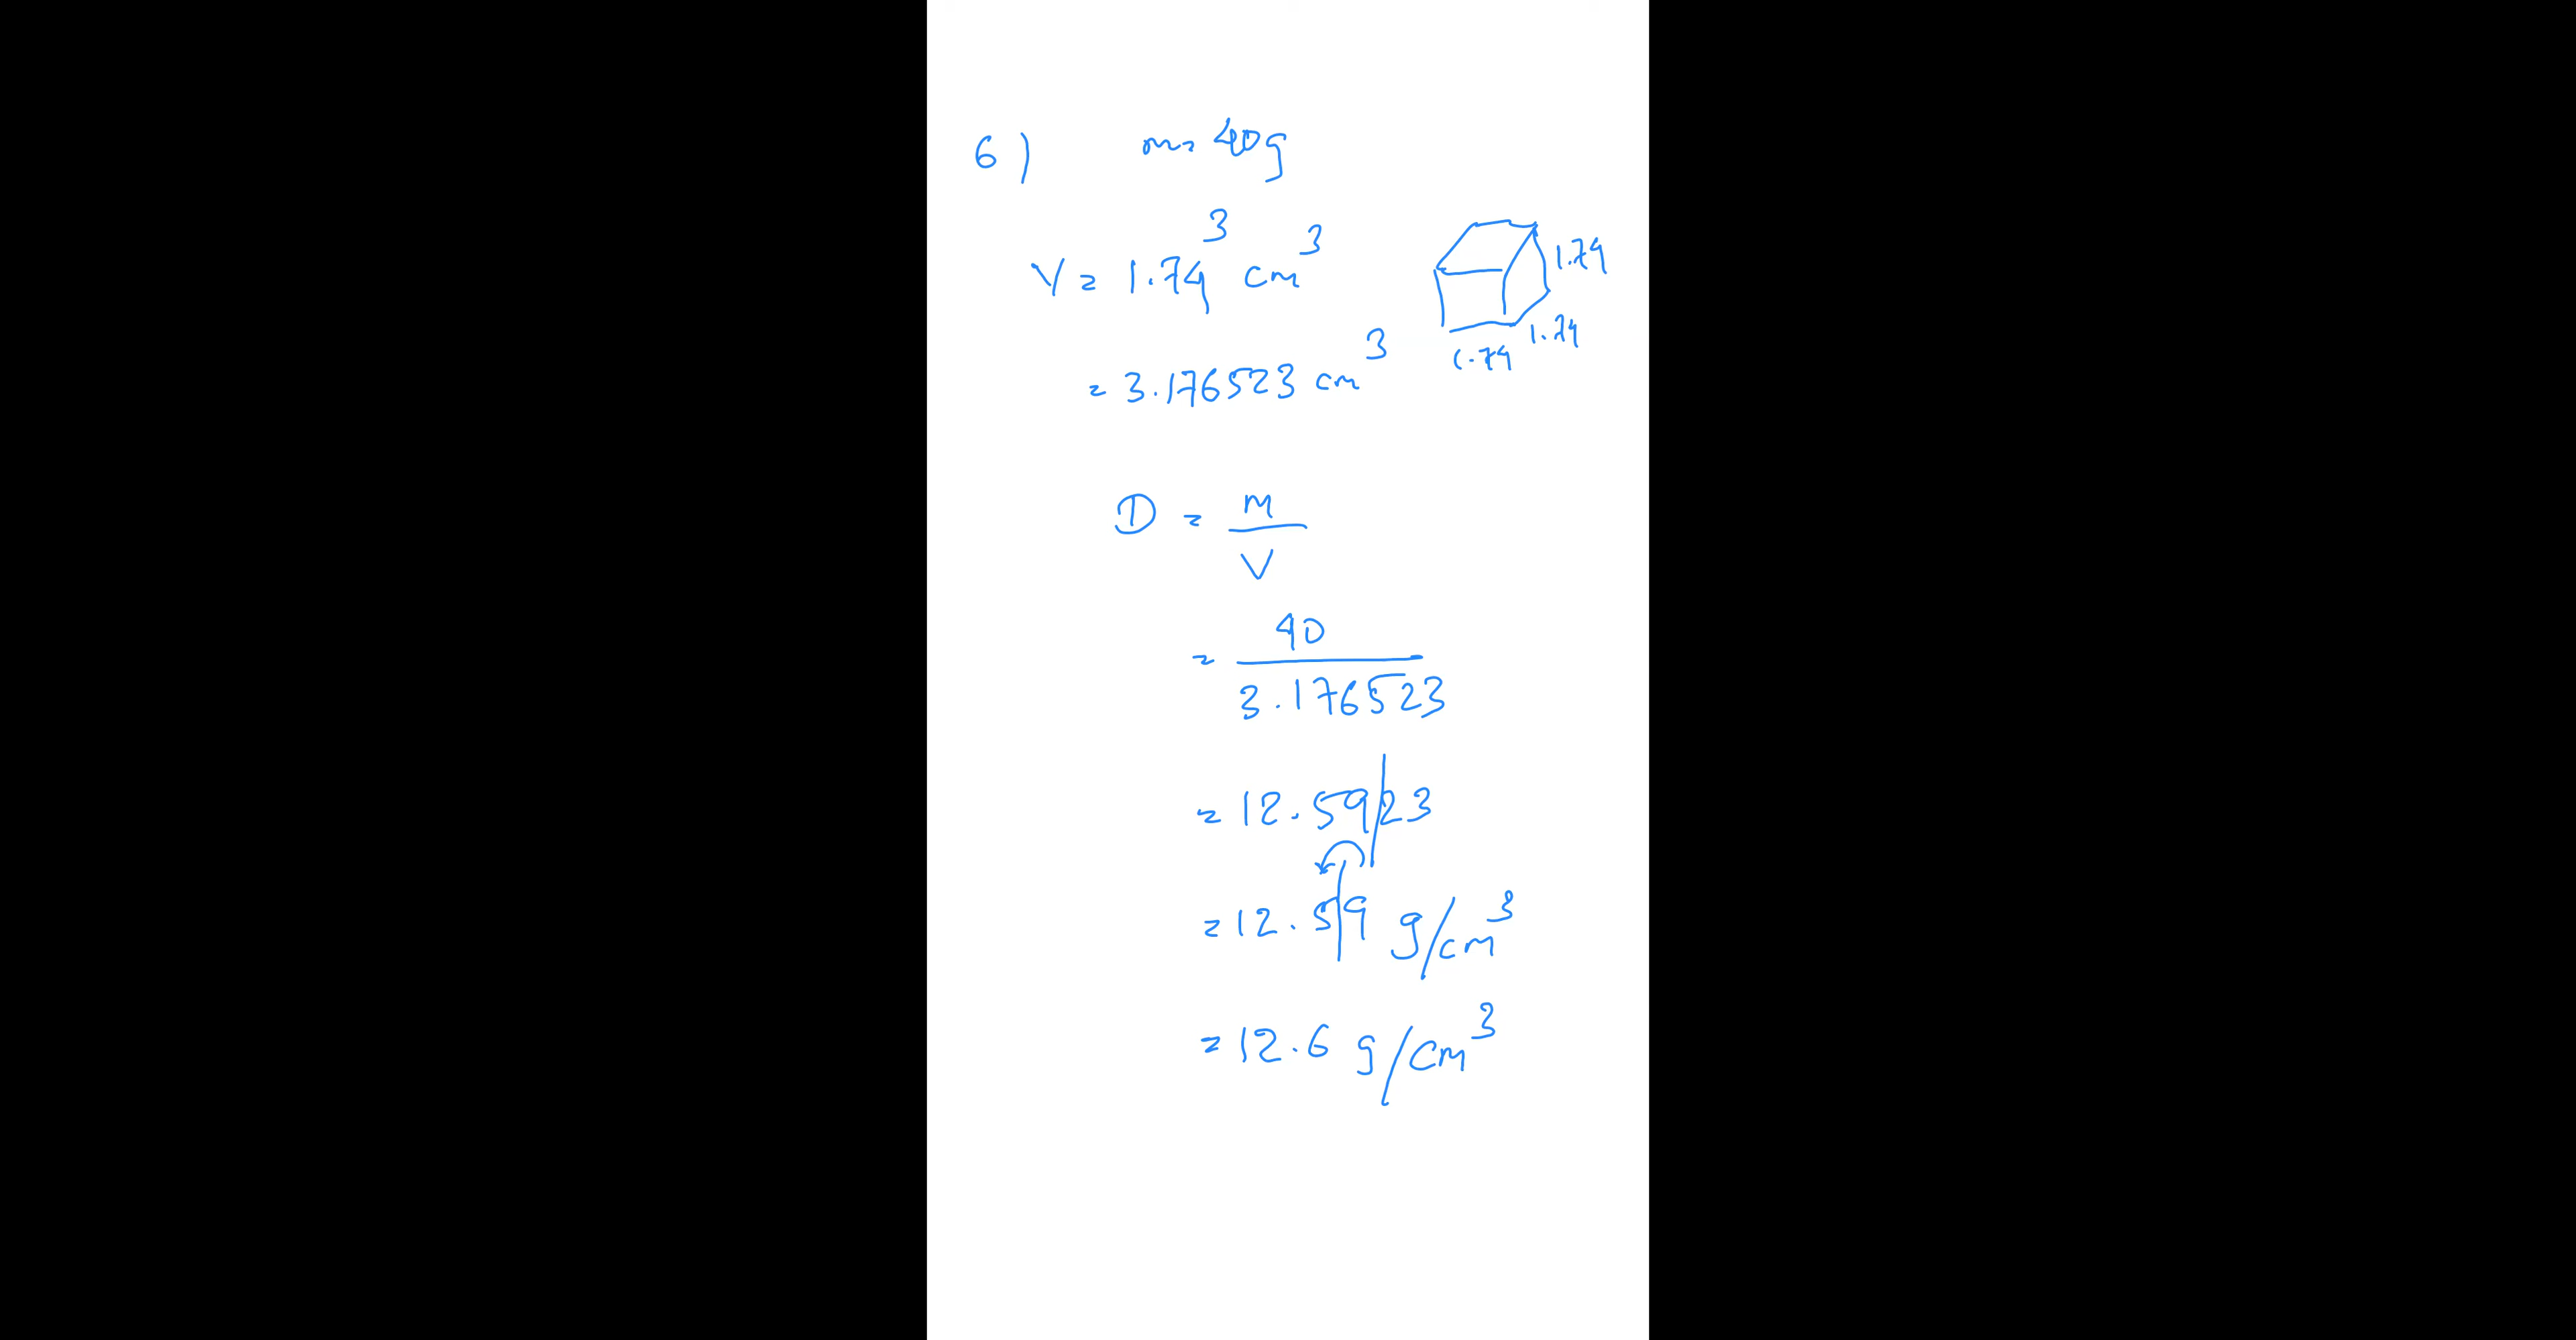 6) m= 40g
V = 1.74³ cm³
1.74
1.74
1.74
= 3.176523 cm³
D = M/V
= 40/3.176523
= 12.5923
= 12.59 g/cm³
= 12.6 g/cm³